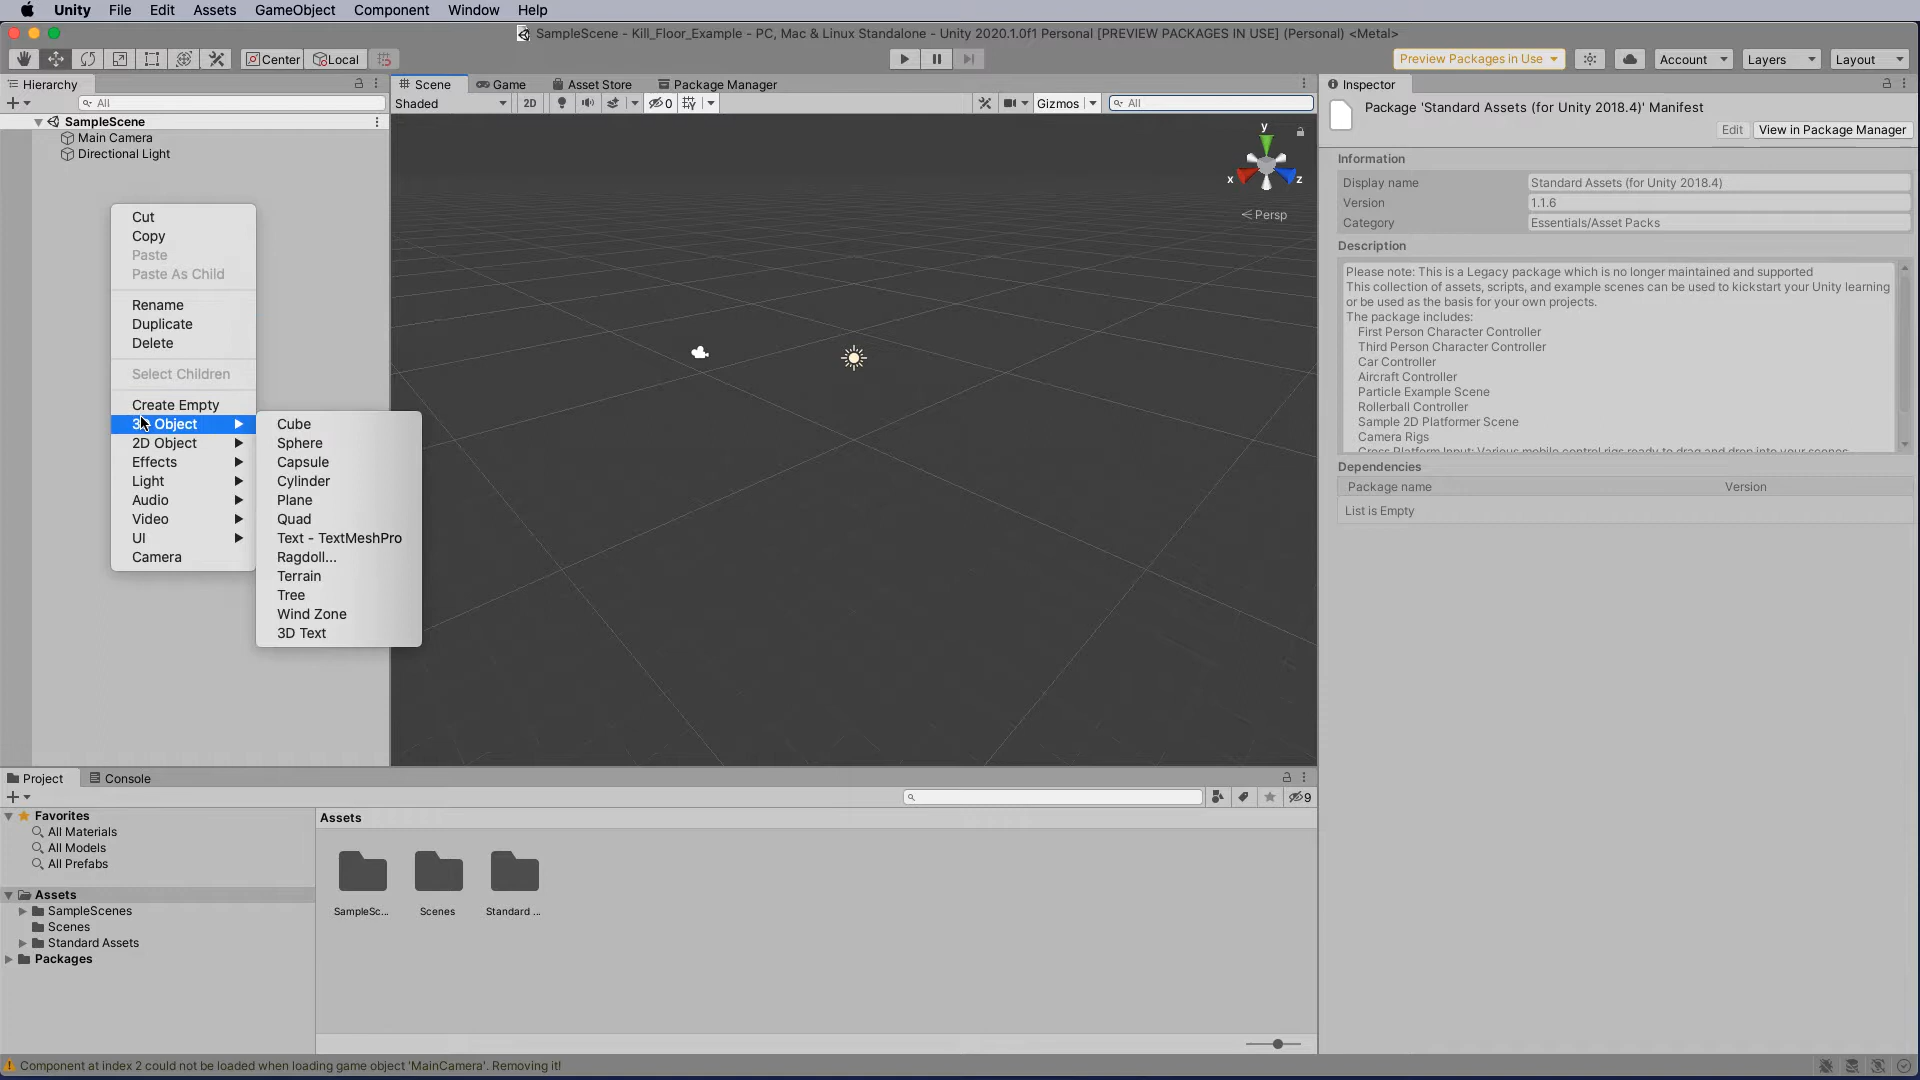 Unity File Edit Assets GameObject Component Window Help
SampleScene - Kill_Floor_Example - PC, Mac & Linux Standalone - Unity 2020.1.0f1 Personal [PREVIEW PACKAGES IN USE] (Personal) <Metal>
Center Local Preview Packages in Use Account Layers Layout
Hierarchy
All
SampleScene
Main Camera
Directional Light
Cut
Copy
Paste
Paste As Child
Rename
Duplicate
Delete
Select Children
Create Empty
3D Object
2D Object
Effects
Light
Audio
Video
UI
Camera
Cube
Sphere
Capsule
Cylinder
Plane
Quad
Text - TextMeshPro
Ragdoll...
Terrain
Tree
Wind Zone
3D Text
Scene Game Asset Store Package Manager
Shaded 2D 0 Gizmos All
y
x z
Persp
Inspector
Package 'Standard Assets (for Unity 2018.4)' Manifest
Edit View in Package Manager
Information
Display name Standard Assets (for Unity 2018.4)
Version 1.1.6
Category Essentials/Asset Packs
Description
Please note: This is a Legacy package which is no longer maintained and supported
This collection of assets, scripts, and example scenes can be used to kickstart your Unity learning
or be used as the basis for your own projects.
The package includes:
First Person Character Controller
Third Person Character Controller
Car Controller
Aircraft Controller
Particle Example Scene
Rollerball Controller
Sample 2D Platformer Scene
Camera Rigs
Cross Platform Input: Various mobile control rigs ready to drag and drop into your scenes
Dependencies
Package name Version
List is Empty
Project Console
9
Favorites
All Materials
All Models
All Prefabs
Assets
SampleScenes
Scenes
Standard Assets
Packages
Assets
SampleSc... Scenes Standard ...
Component at index 2 could not be loaded when loading game object 'MainCamera'. Removing it!